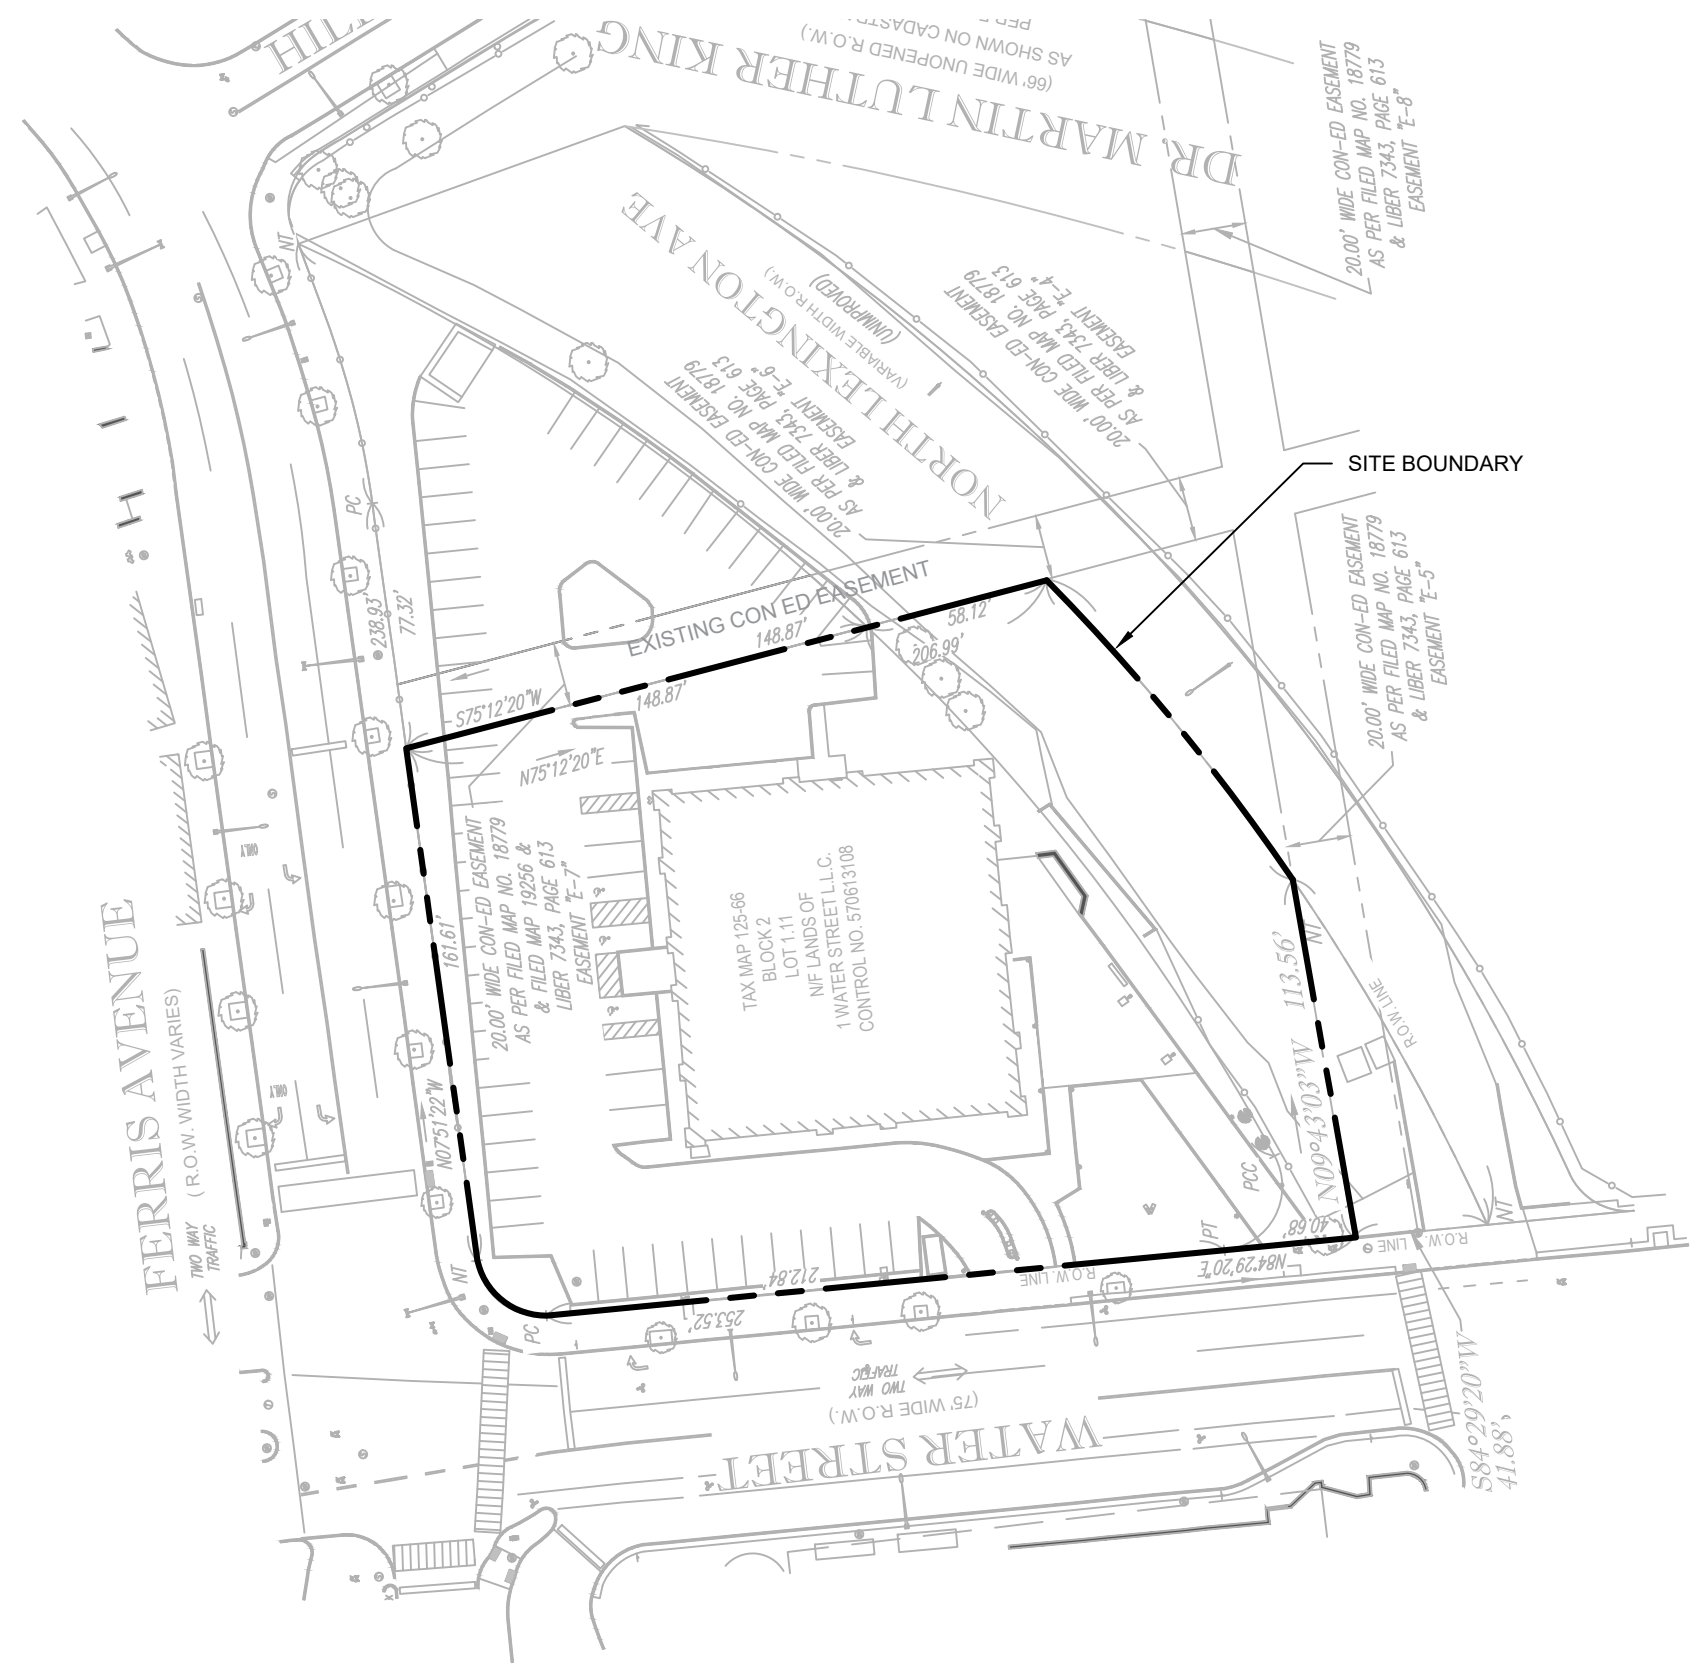 HILL
DR. MARTIN LUTHER KING
(66' WIDE UNOPENED R.O.W.)
AS SHOWN ON CADASTRA
20.00' WIDE CON-ED EASEMENT
AS PER FILED MAP NO. 18779
& LIBER 7343, PAGE 613
EASEMENT "E-8"
NORTH LEXINGTON AVE
(VARIABLE WIDTH R.O.W.)
(UNIMPROVED)
20.00' WIDE CON-ED EASEMENT
AS PER FILED MAP NO. 18779
& LIBER 7343, PAGE 613
EASEMENT "E-4"
20.00' WIDE CON-ED EASEMENT
AS PER FILED MAP NO. 18779
& LIBER 7343, PAGE 613
EASEMENT "E-6"
NT
PC
SITE BOUNDARY
20.00' WIDE CON-ED EASEMENT
AS PER FILED MAP NO. 18779
& LIBER 7343, PAGE 613
EASEMENT "E-5"
238.93'
77.32'
EXISTING CON ED EASEMENT
148.87'
58.12'
206.99'
148.87'
S75°12'20"W
N75°12'20"E
20.00' WIDE CON-ED EASEMENT
AS PER FILED MAP NO. 18779
& FILED MAP 19256 &
LIBER 7343, PAGE 613
EASEMENT "E-7"
161.61'
N07°51'22"W
TAX MAP 125-66
BLOCK 2
LOT 1.11
N/F LANDS OF
1 WATER STREET L.L.C.
CONTROL NO. 570613108
ONLY
ONLY
FERRIS AVENUE
( R.O.W. WIDTH VARIES)
TWO WAY
TRAFFIC
NT
113.56'
N09°43'03"W
R.O.W. LINE
PCC
PT
40.68'
N84°29'20"E
R.O.W. LINE
NT
R.O.W. LINE
212.84'
253.52'
NT
PC
TWO WAY
TRAFFIC
(75' WIDE R.O.W.)
WATER STREET
S84°29'20"W
41.88'